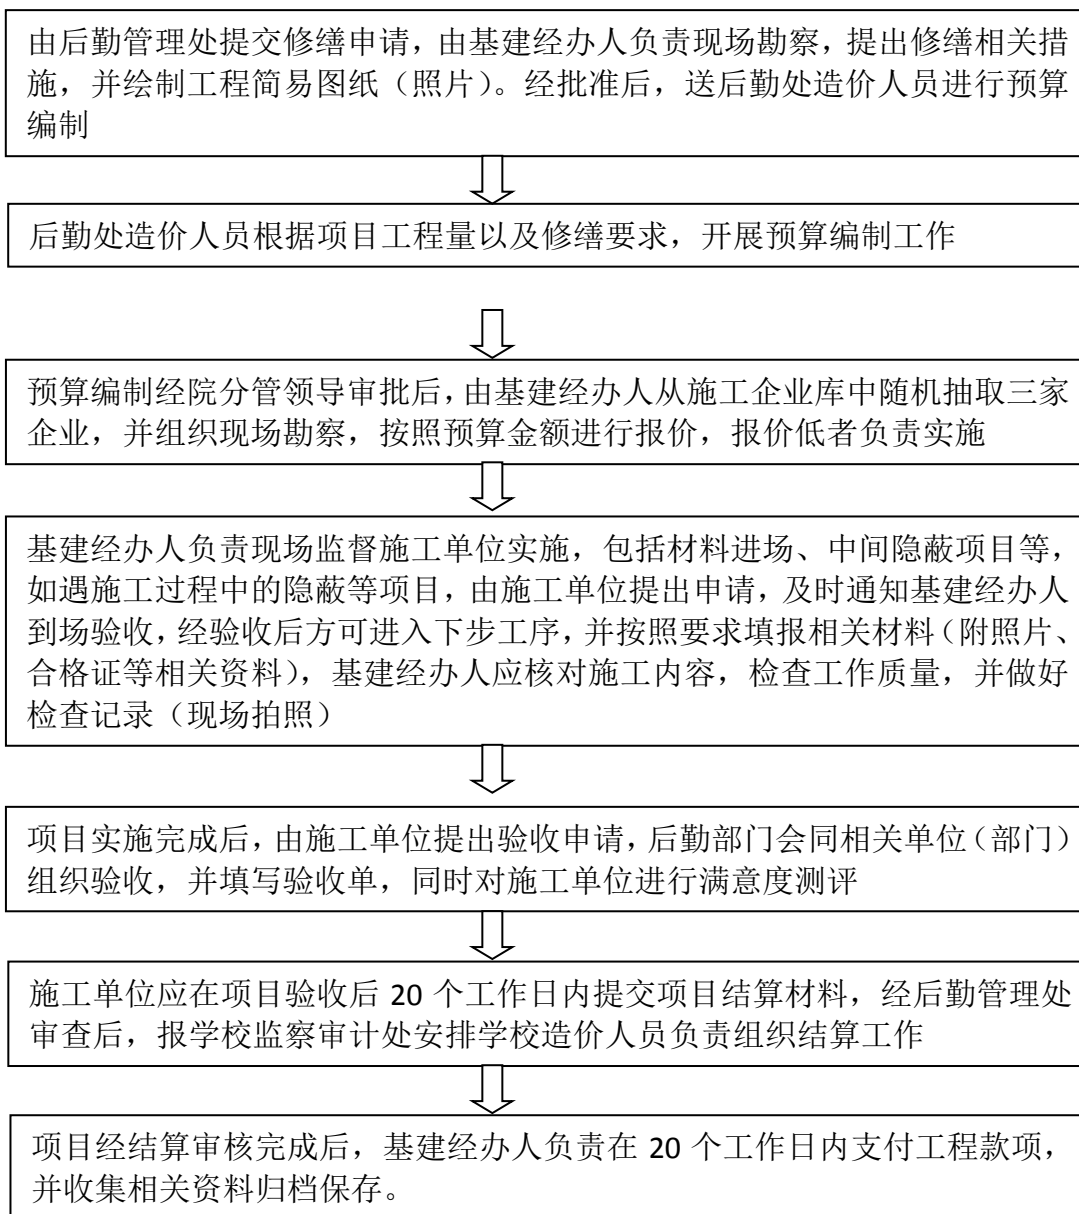 由后勤管理处提交修缮申请，由基建经办人负责现场勘察，提出修缮相关措
施，并绘制工程简易图纸（照片）。经批准后，送后勤处造价人员进行预算
编制
后勤处造价人员根据项目工程量以及修缮要求，开展预算编制工作
预算编制经院分管领导审批后，由基建经办人从施工企业库中随机抽取三家
企业，并组织现场勘察，按照预算金额进行报价，报价低者负责实施
基建经办人负责现场监督施工单位实施，包括材料进场、中间隐蔽项目等，
如遇施工过程中的隐蔽等项目，由施工单位提出申请，及时通知基建经办人
到场验收，经验收后方可进入下步工序，并按照要求填报相关材料（附照片、
合格证等相关资料），基建经办人应核对施工内容，检查工作质量，并做好
检查记录（现场拍照）
项目实施完成后，由施工单位提出验收申请，后勤部门会同相关单位（部门）
组织验收，并填写验收单，同时对施工单位进行满意度测评
施工单位应在项目验收后 20 个工作日内提交项目结算材料，经后勤管理处
审查后，报学校监察审计处安排学校造价人员负责组织结算工作
项目经结算审核完成后，基建经办人负责在 20 个工作日内支付工程款项，
并收集相关资料归档保存。